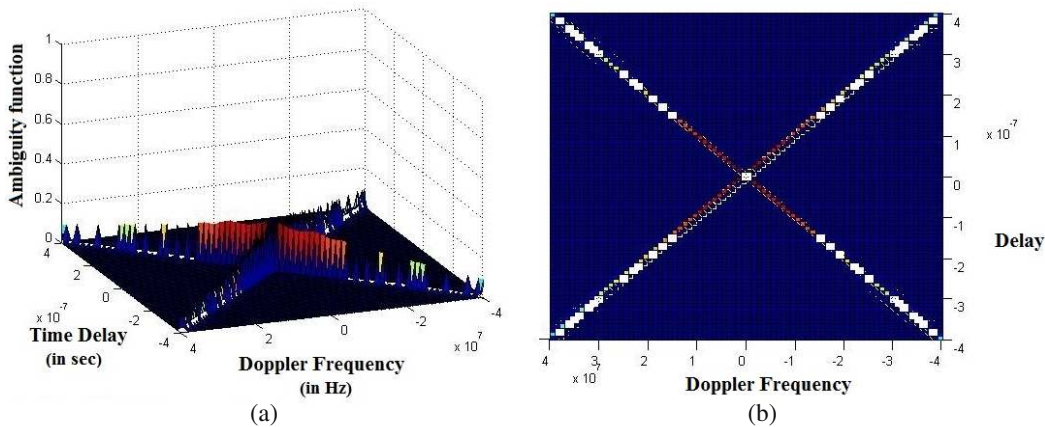 Ambiguity function
1
0.8
0.6
0.4
0.2
0
4
2
0
-2
-4
x 10^-7
Time Delay
(in sec)
4
2
0
-2
-4
x 10^7
Doppler Frequency
(in Hz)
(a)
4
3
2
1
0
-1
-2
-3
-4
x 10^-7
Delay
4 3 2 1 0 -1 -2 -3 -4
x 10^7
Doppler Frequency
(b)